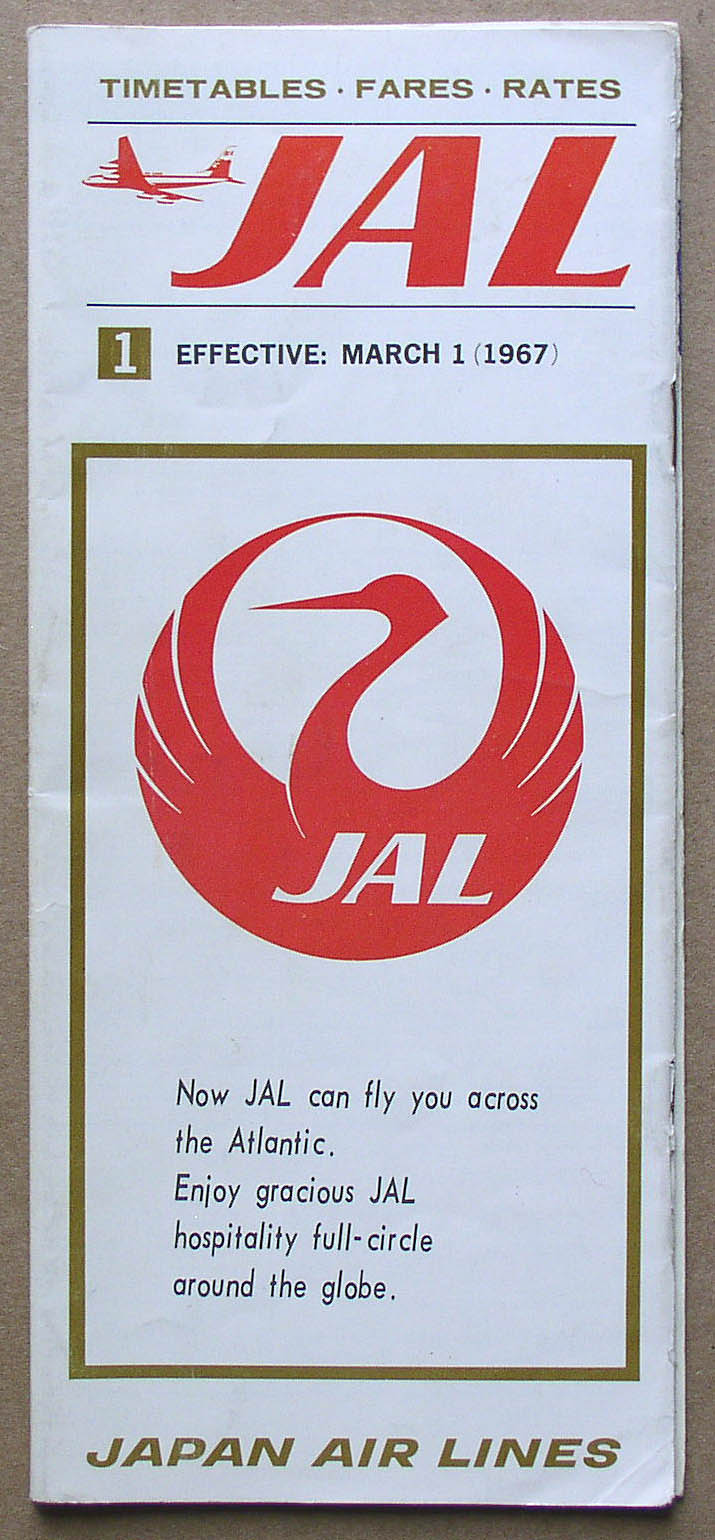 TIMETABLES · FARES · RATES
JAL
1 EFFECTIVE: MARCH 1 (1967)
JAL
Now JAL can fly you across
the Atlantic.
Enjoy gracious JAL
hospitality full-circle
around the globe.
JAPAN AIR LINES